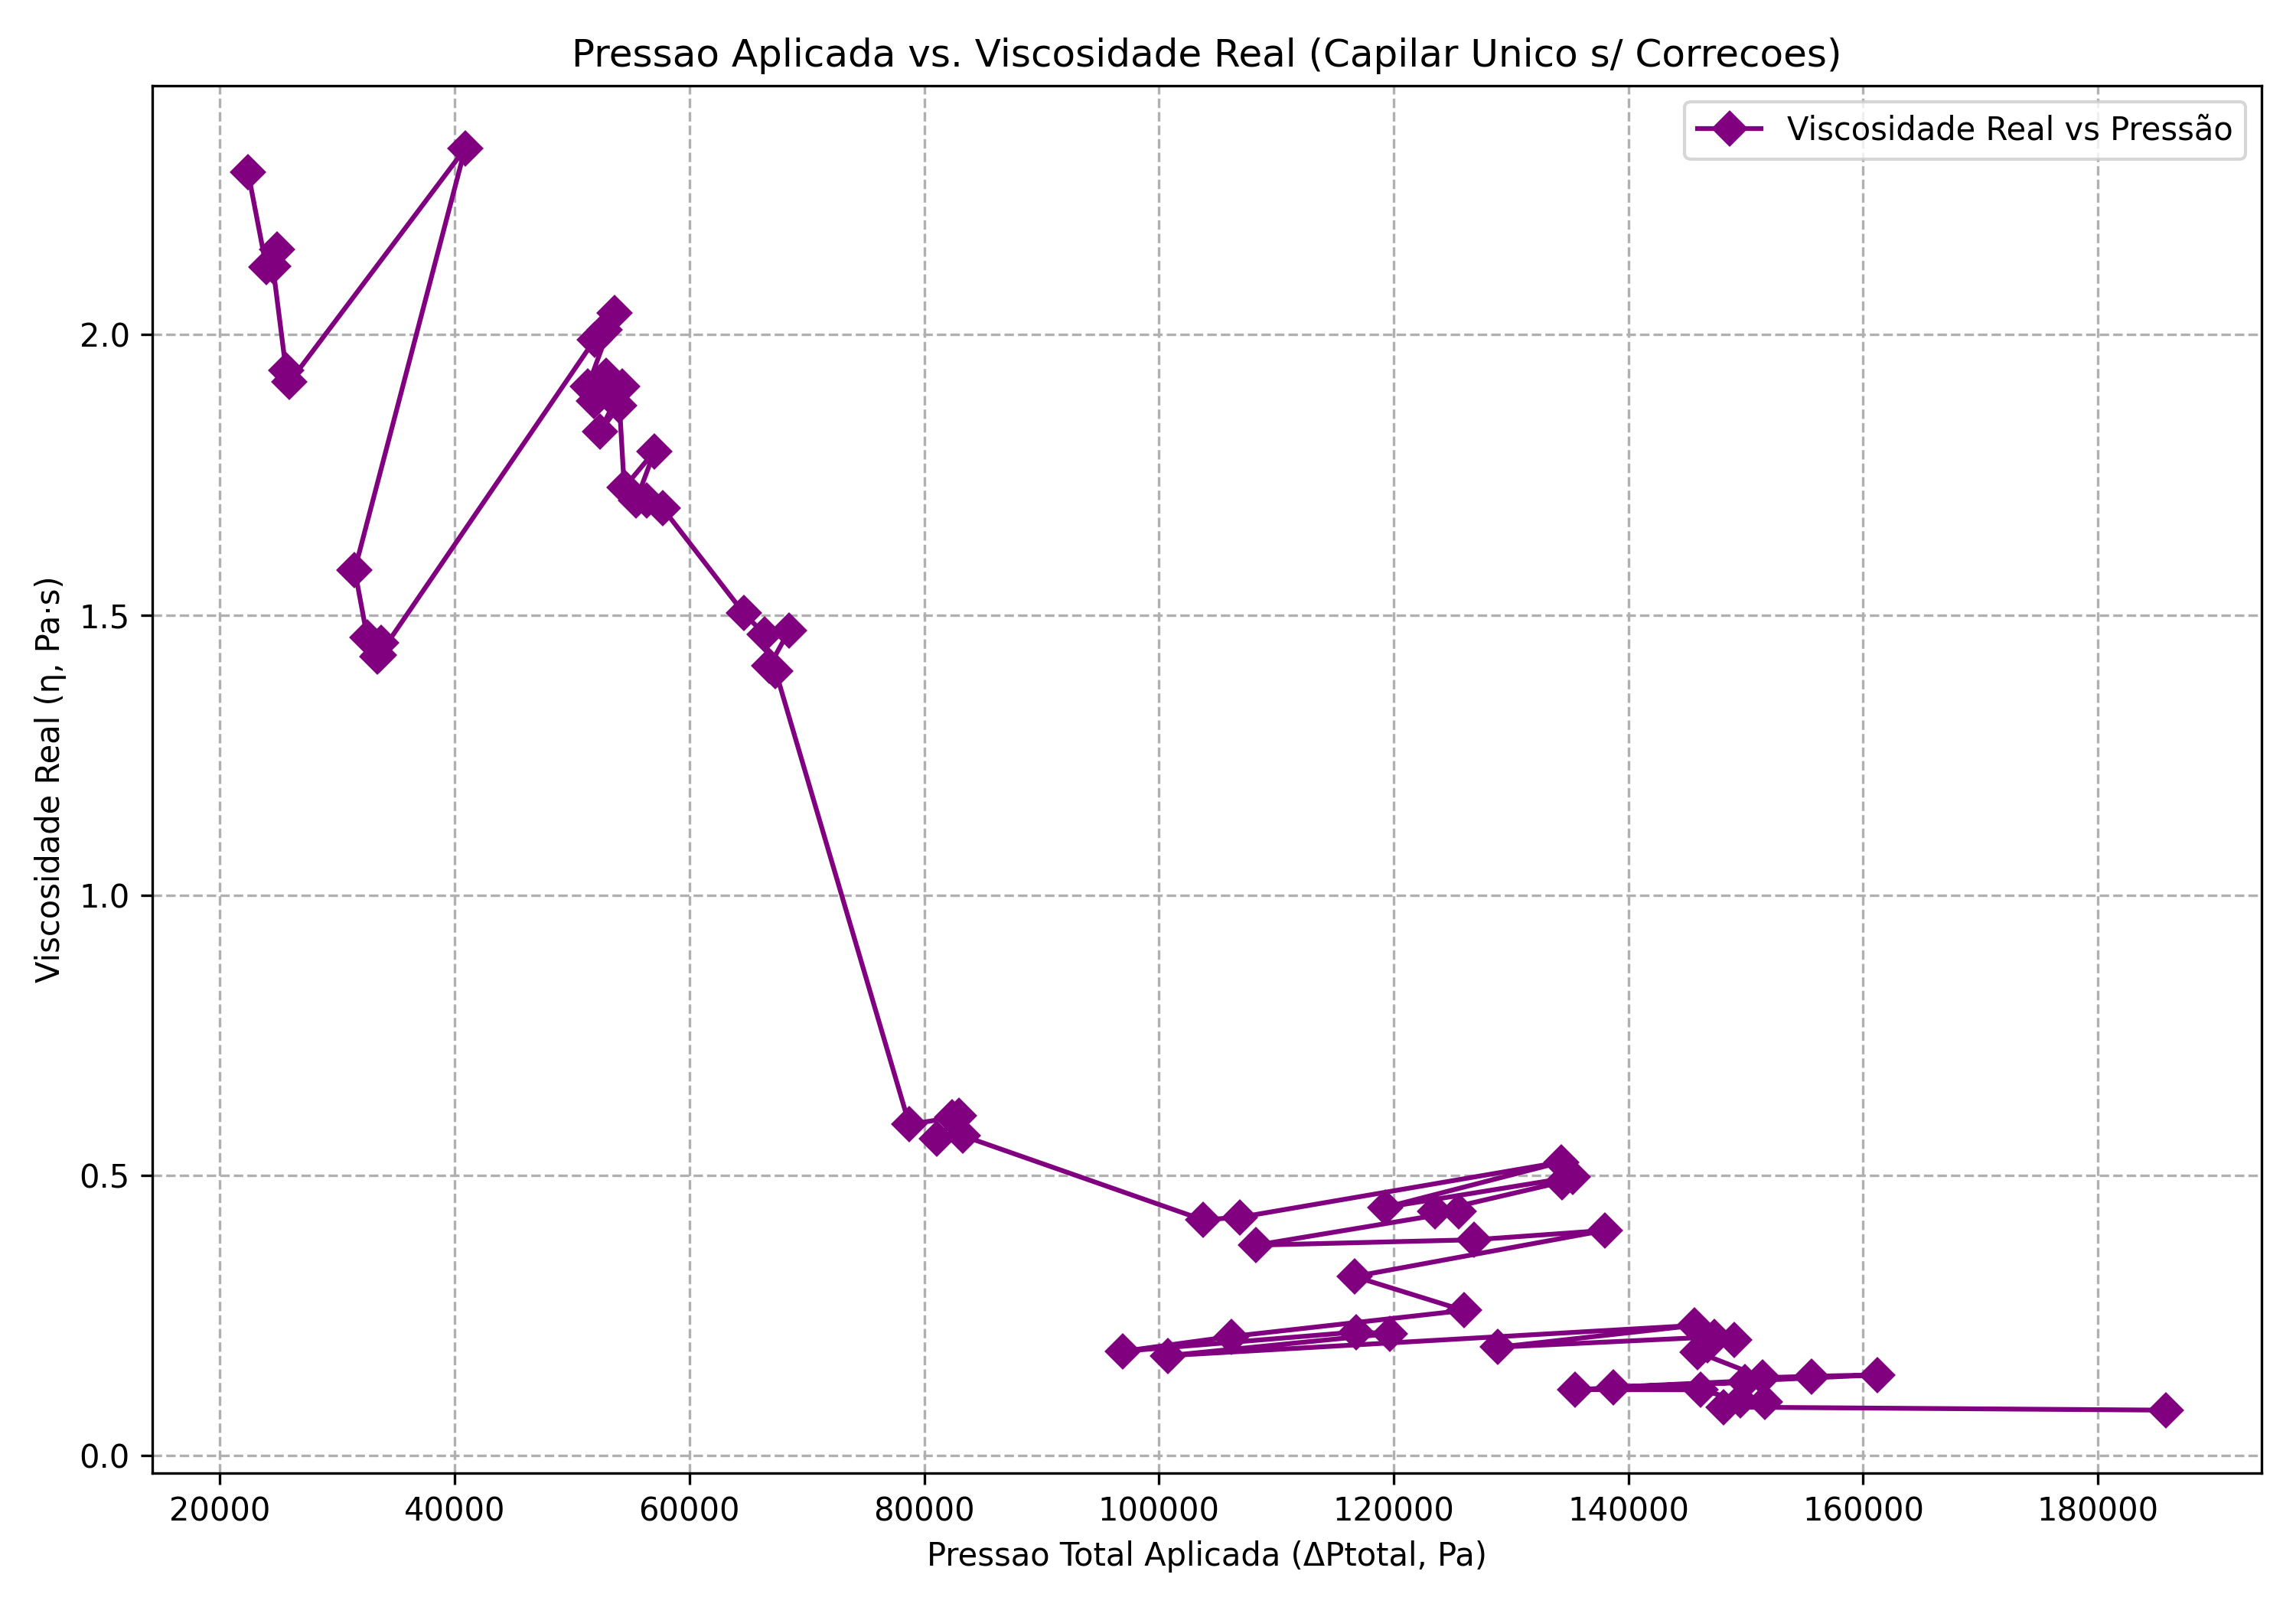 Pressao Aplicada vs. Viscosidade Real (Capilar Unico s/ Correcoes)
Viscosidade Real vs Pressão
Viscosidade Real (η, Pa·s)
2.0
1.5
1.0
0.5
0.0
20000 40000 60000 80000 100000 120000 140000 160000 180000
Pressao Total Aplicada (ΔPtotal, Pa)